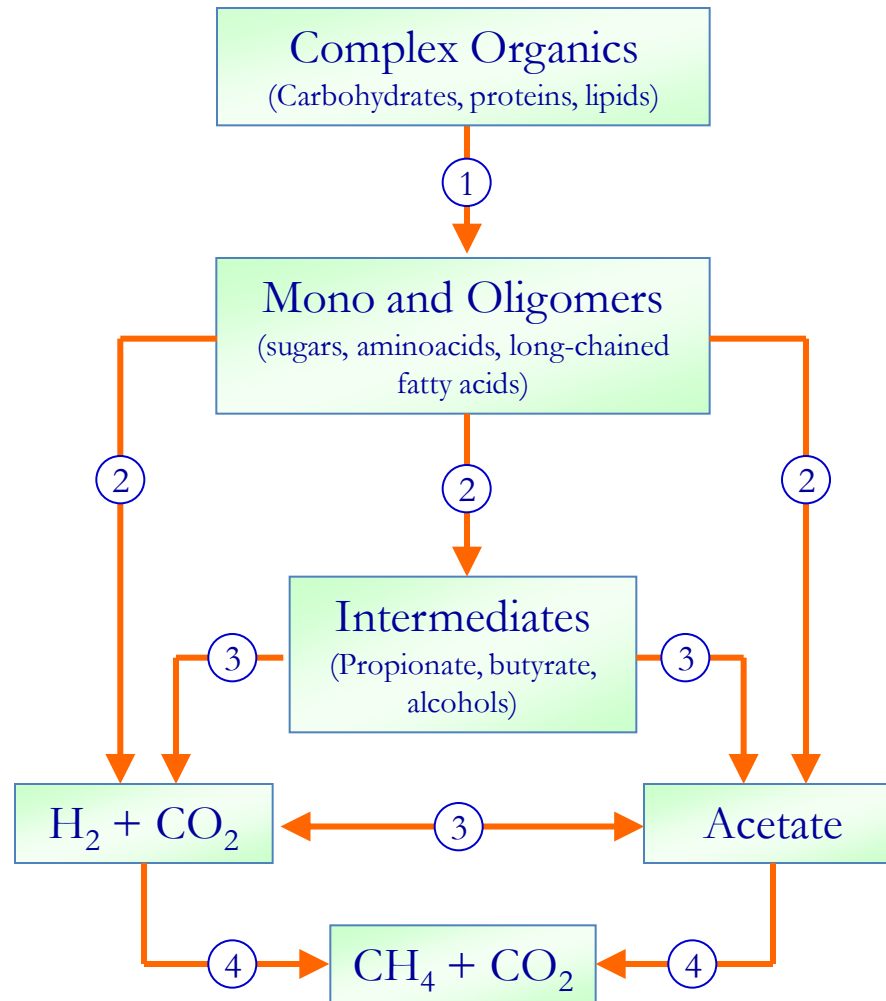 Complex Organics
(Carbohydrates, proteins, lipids)
1
Mono and Oligomers
(sugars, aminoacids, long-chained
fatty acids)
2
2
2
Intermediates
(Propionate, butyrate,
alcohols)
3
3
H₂ + CO₂
3
Acetate
4
CH₄ + CO₂
4